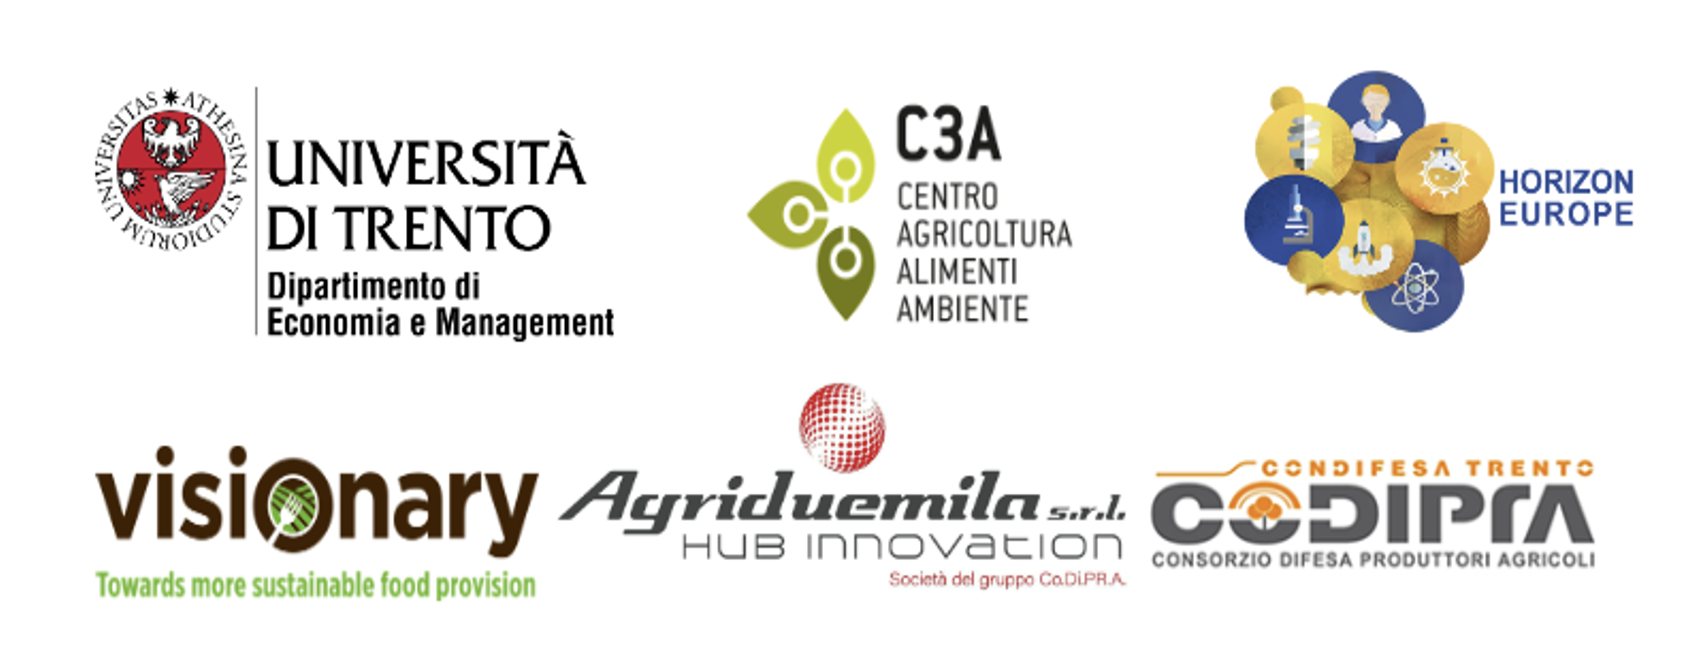 UNIVERSITAS ATHESINA STUDIORUM
UNIVERSITÀ
DI TRENTO
Dipartimento di
Economia e Management
C3A
CENTRO
AGRICOLTURA
ALIMENTI
AMBIENTE
HORIZON
EUROPE
visionary
Towards more sustainable food provision
Agriduemila s.r.l.
HUB INNOVATION
Società del gruppo Co.Di.PR.A.
CONDIFESA TRENTO
CODIPRA
CONSORZIO DIFESA PRODUTTORI AGRICOLI